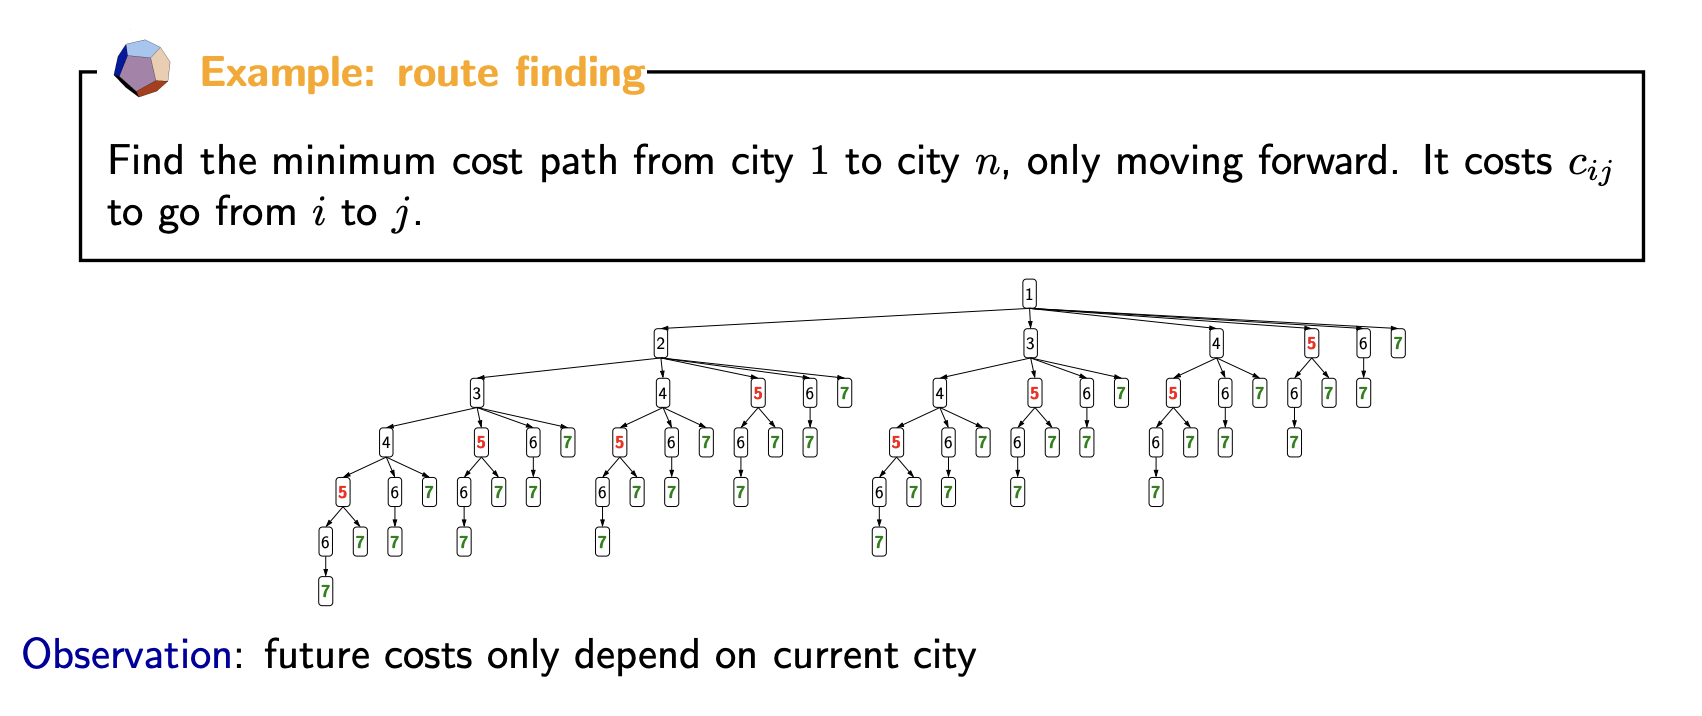 Example: route finding
Find the minimum cost path from city 1 to city n, only moving forward. It costs c_{ij}
to go from i to j.
1
2 3 4 5 6 7
3 4 5 6 7 4 5 6 7 5 6 7 6 7 7
4 5 6 7 5 6 7 6 7 7 5 6 7 6 7 7 6 7 7 7
5 6 7 6 7 7 6 7 7 7 6 7 7 7 7
6 7 7 7 7 7
7
Observation: future costs only depend on current city